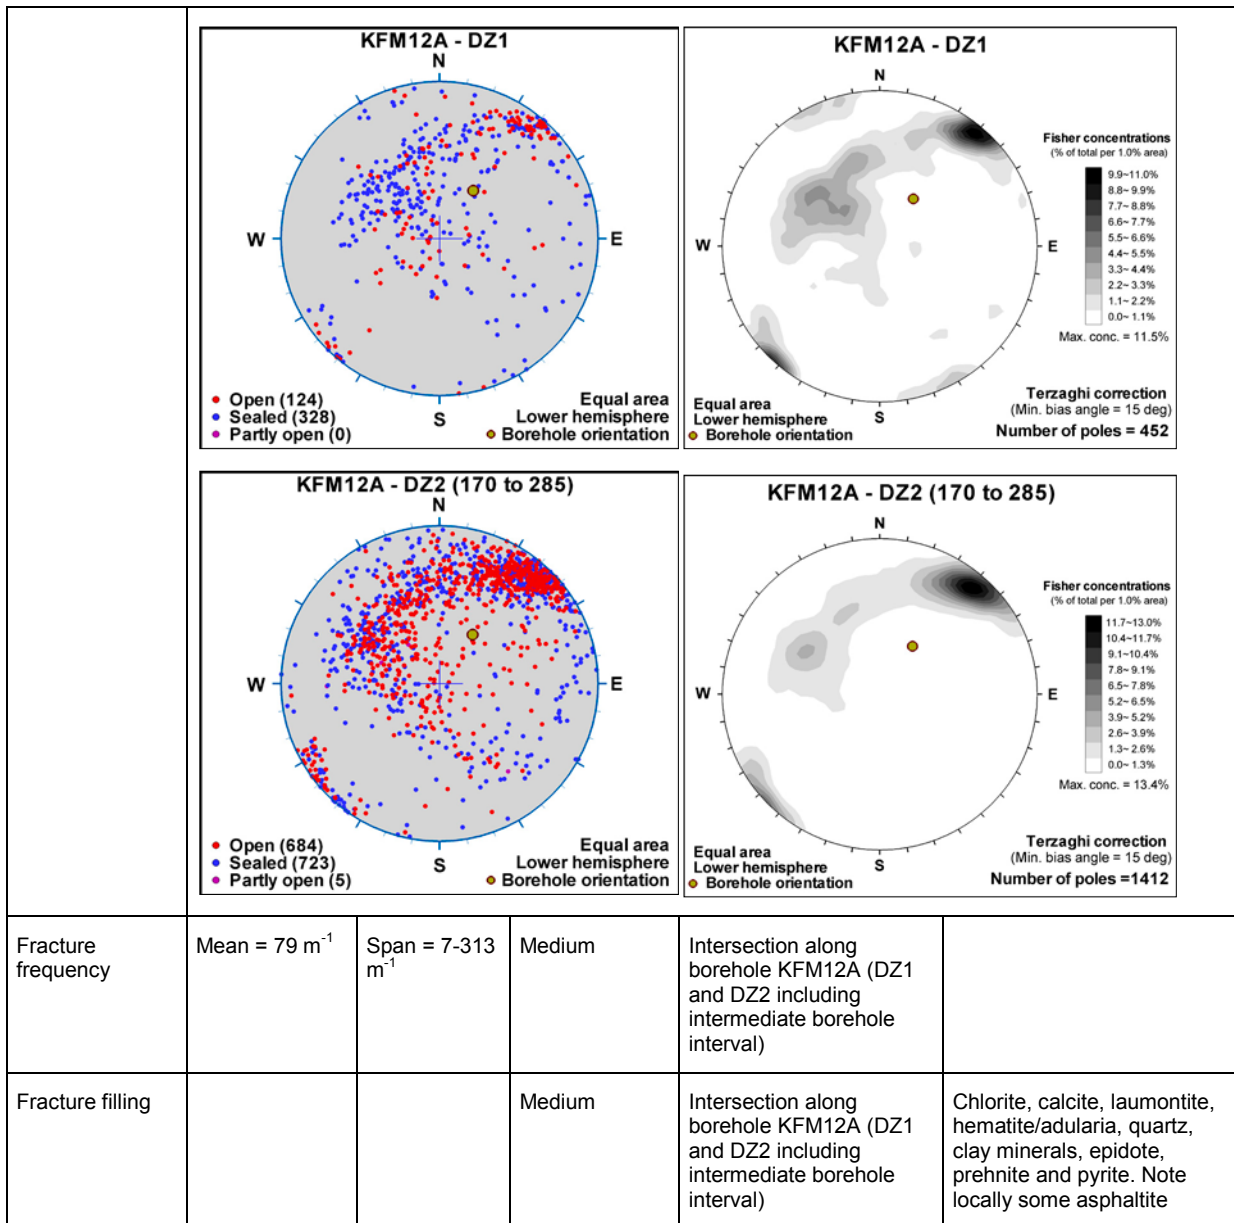 KFM12A - DZ1
N
W
E
S
Open (124)
Sealed (328)
Partly open (0)
Equal area
Lower hemisphere
Borehole orientation
KFM12A - DZ1
N
W
E
S
Fisher concentrations
(% of total per 1.0% area)
9.9~11.0%
8.8~ 9.9%
7.7~ 8.8%
6.6~ 7.7%
5.5~ 6.6%
4.4~ 5.5%
3.3~ 4.4%
2.2~ 3.3%
1.1~ 2.2%
0.0~ 1.1%
Max. conc. = 11.5%
Equal area
Lower hemisphere
Borehole orientation
Terzaghi correction
(Min. bias angle = 15 deg)
Number of poles = 452
KFM12A - DZ2 (170 to 285)
N
W
E
S
Open (684)
Sealed (723)
Partly open (5)
Equal area
Lower hemisphere
Borehole orientation
KFM12A - DZ2 (170 to 285)
N
W
E
S
Fisher concentrations
(% of total per 1.0% area)
11.7~13.0%
10.4~11.7%
9.1~10.4%
7.8~ 9.1%
6.5~ 7.8%
5.2~ 6.5%
3.9~ 5.2%
2.6~ 3.9%
1.3~ 2.6%
0.0~ 1.3%
Max. conc. = 13.4%
Equal area
Lower hemisphere
Borehole orientation
Terzaghi correction
(Min. bias angle = 15 deg)
Number of poles =1412
Fracture
frequency
Mean = 79 m-1
Span = 7-313
m-1
Medium
Intersection along
borehole KFM12A (DZ1
and DZ2 including
intermediate borehole
interval)
Fracture filling
Medium
Intersection along
borehole KFM12A (DZ1
and DZ2 including
intermediate borehole
interval)
Chlorite, calcite, laumontite,
hematite/adularia, quartz,
clay minerals, epidote,
prehnite and pyrite. Note
locally some asphaltite